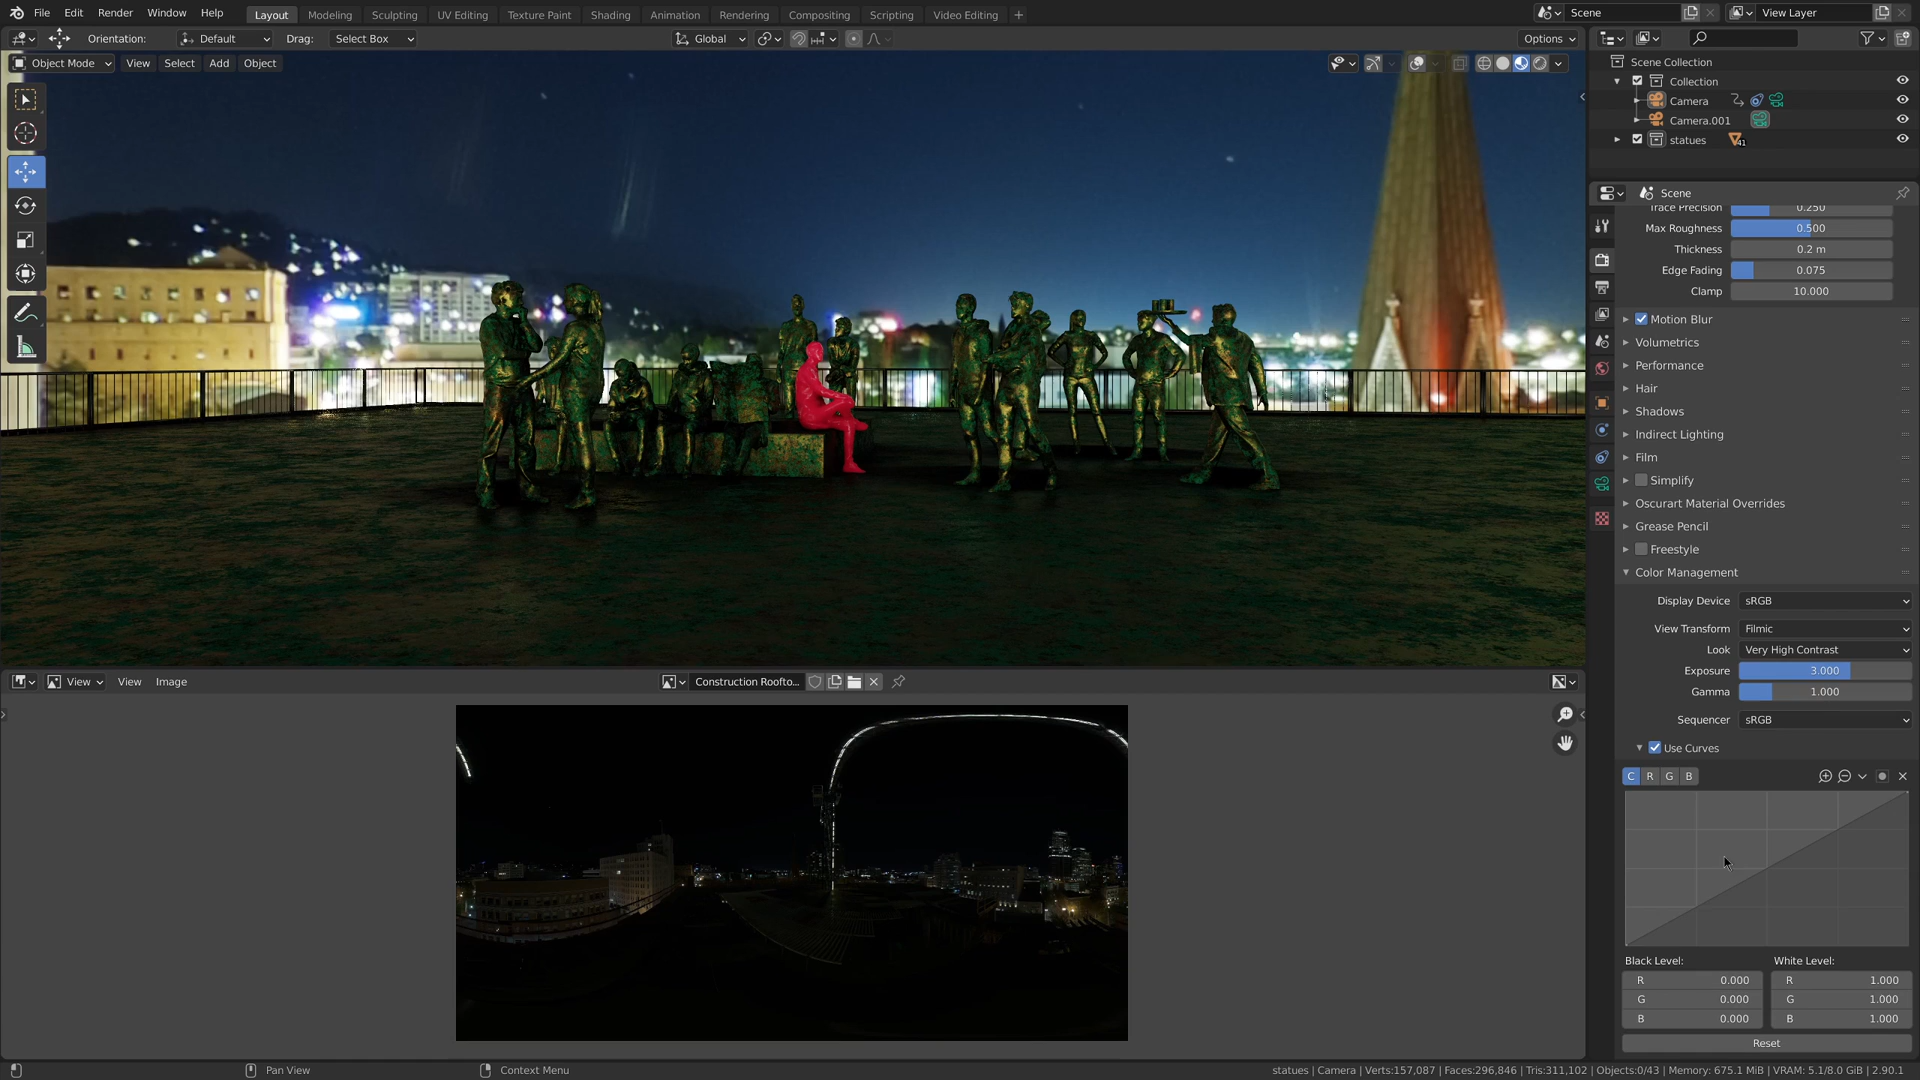 File Edit Render Window Help Layout Modeling Sculpting UV Editing Texture Paint Shading Animation Rendering Compositing Scripting Video Editing + Scene View Layer
Orientation: Default Drag: Select Box Global Options
Object Mode View Select Add Object
Scene Collection
Collection
Camera
Camera.001
statues 41
Scene
Trace Precision 0.250
Max Roughness 0.500
Thickness 0.2 m
Edge Fading 0.075
Clamp 10.000
Motion Blur
Volumetrics
Performance
Hair
Shadows
Indirect Lighting
Film
Simplify
Oscurart Material Overrides
Grease Pencil
Freestyle
Color Management
Display Device sRGB
View Transform Filmic
Look Very High Contrast
Exposure 3.000
Gamma 1.000
Sequencer sRGB
Use Curves
C R G B
Black Level: White Level:
R 0.000 R 1.000
G 0.000 G 1.000
B 0.000 B 1.000
Reset
View View Image Construction Roofto...
Pan View Context Menu statues | Camera | Verts:157,087 | Faces:296,846 | Tris:311,102 | Objects:0/43 | Memory: 675.1 MiB | VRAM: 5.1/8.0 GiB | 2.90.1